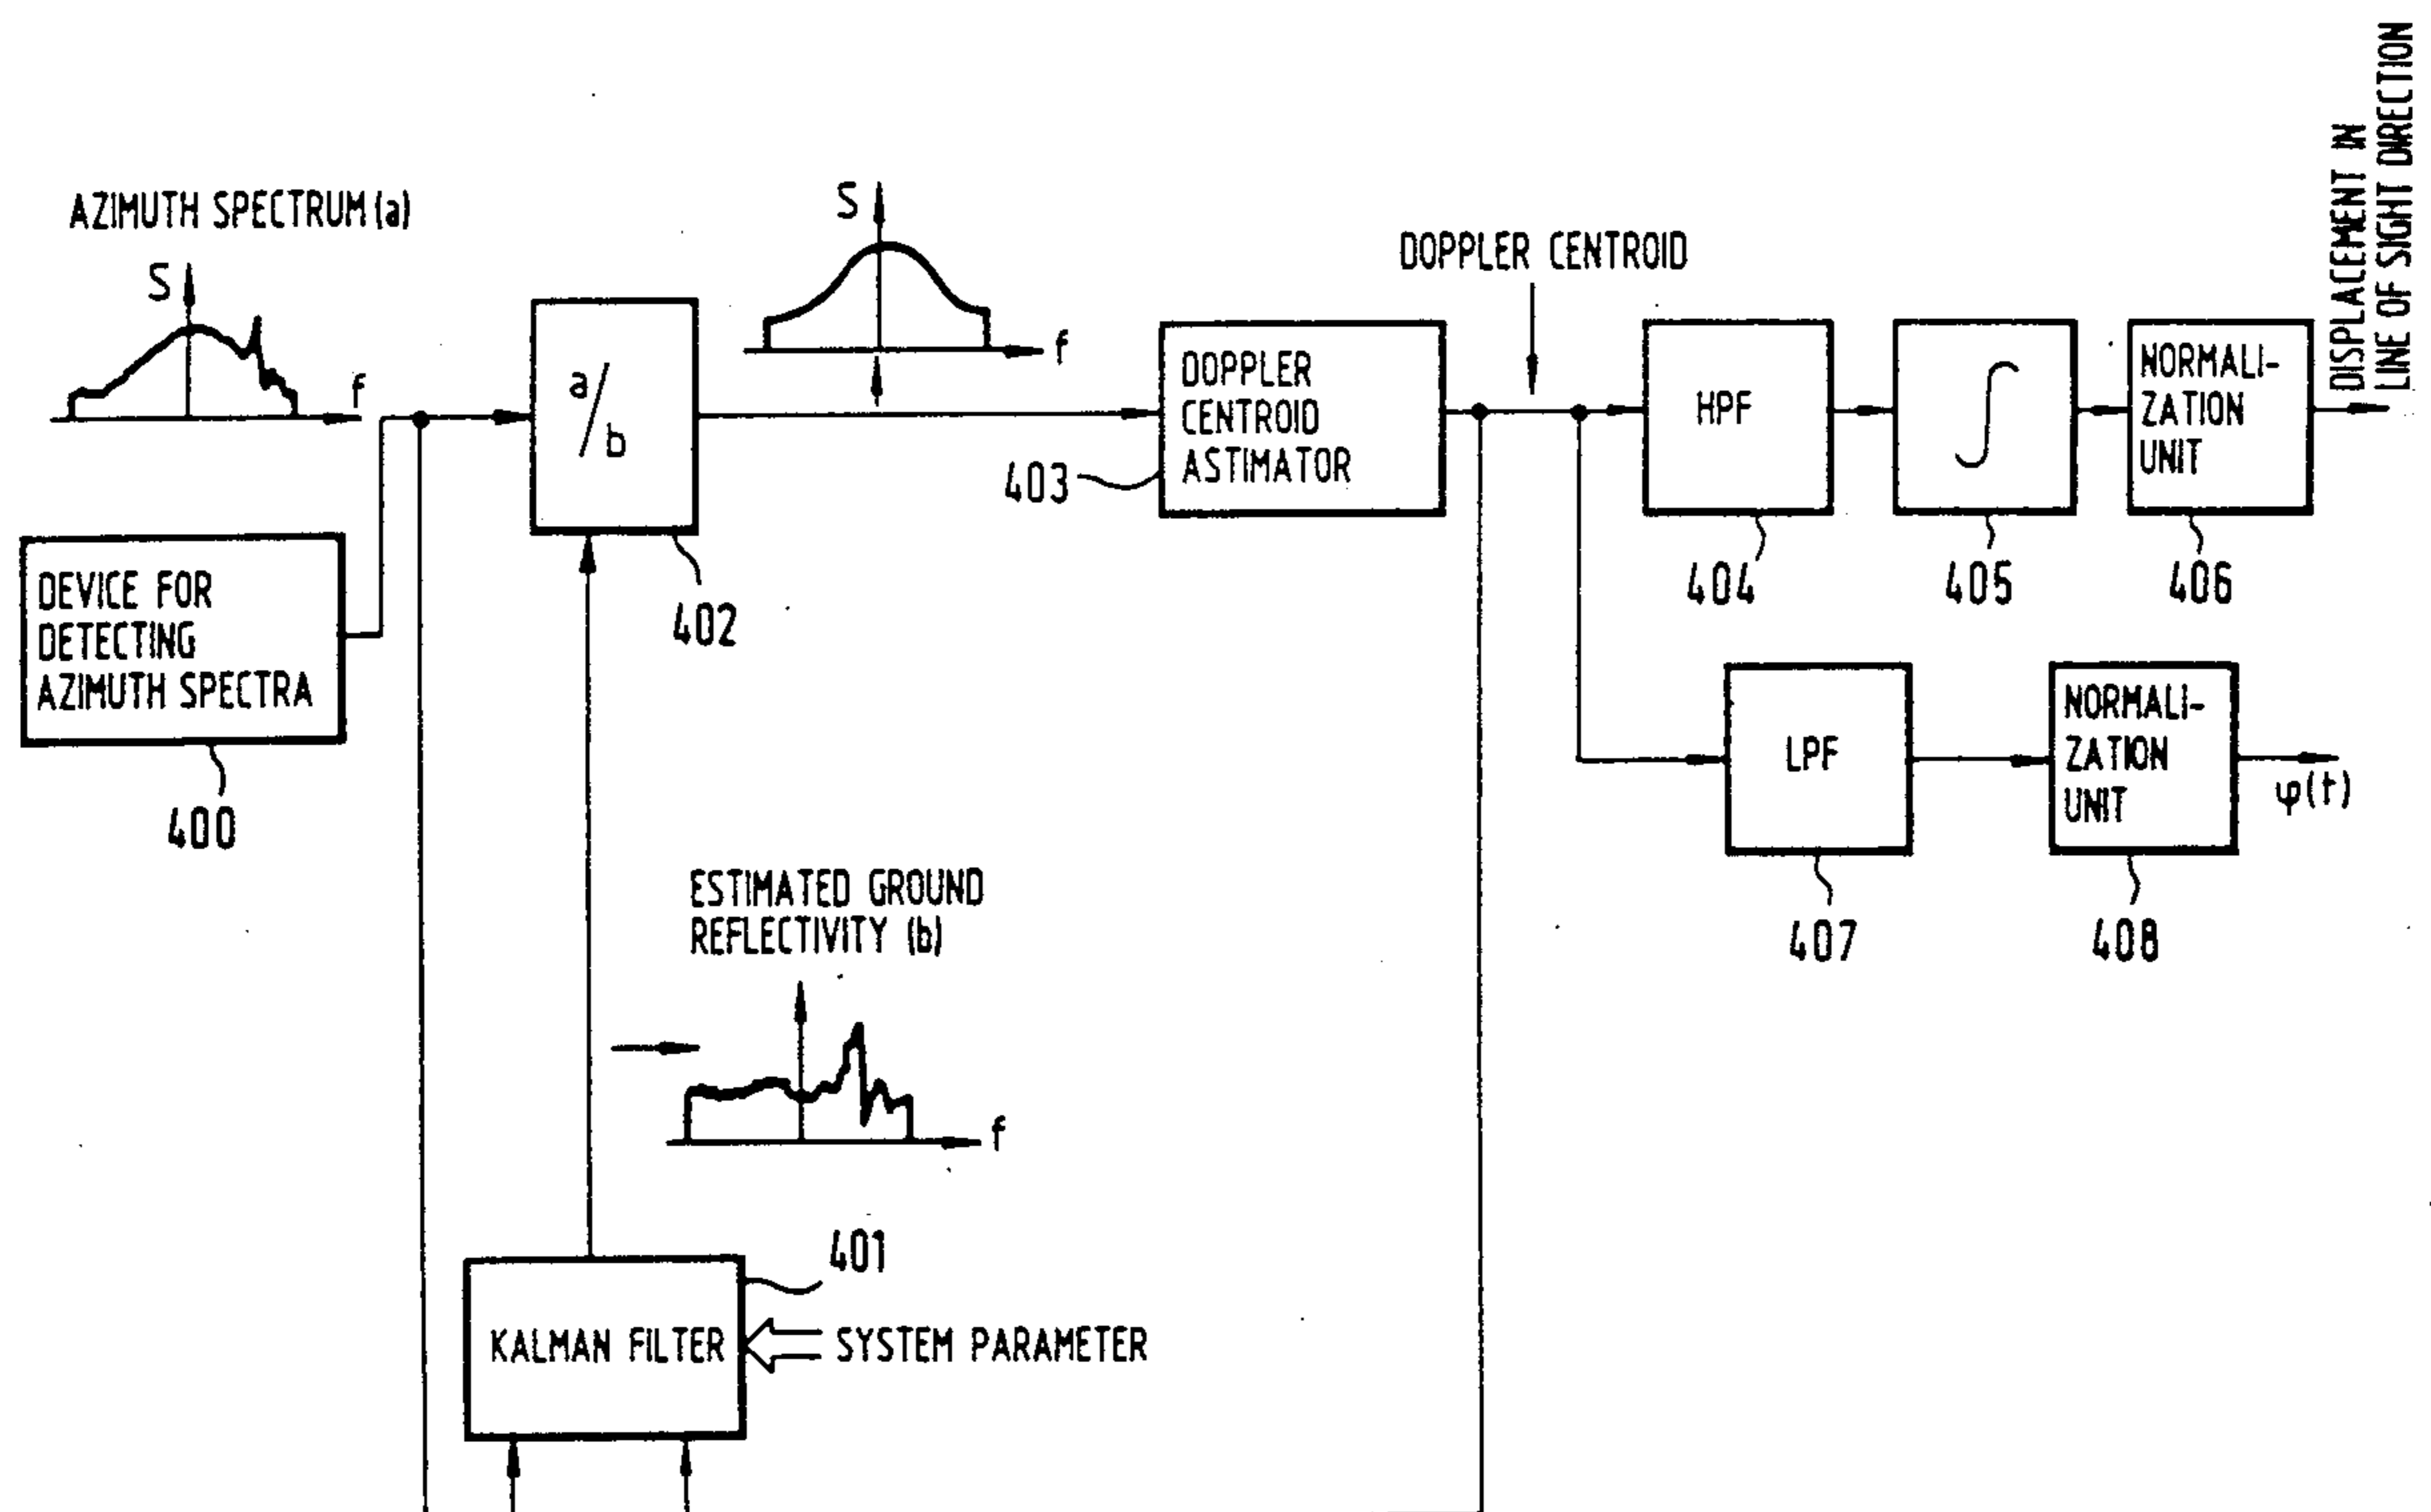 AZIMUTH SPECTRUM (a)
S
f
DEVICE FOR
DETECTING
AZIMUTH SPECTRA
400
a/b
402
S
f
DOPPLER
CENTROID
ASTIMATOR
403
DOPPLER CENTROID
HPF
404
∫
405
NORMALI-
ZATION
UNIT
406
DISPLACEMENT IN
LINE OF SIGHT DIRECTION
LPF
407
NORMALI-
ZATION
UNIT
408
φ(t)
ESTIMATED GROUND
REFLECTIVITY (b)
f
401
KALMAN FILTER
SYSTEM PARAMETER